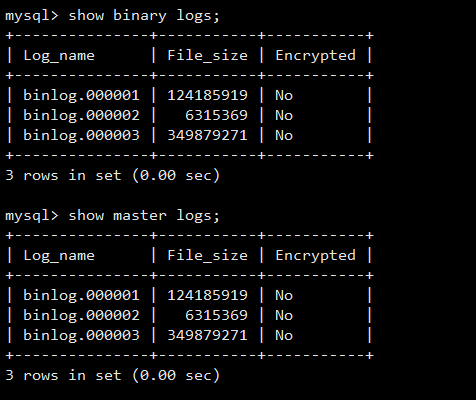 mysql> show binary logs;
+---------------+-----------+-----------+
| Log_name      | File_size | Encrypted |
+---------------+-----------+-----------+
| binlog.000001 | 124185919 | No        |
| binlog.000002 |   6315369 | No        |
| binlog.000003 | 349879271 | No        |
+---------------+-----------+-----------+
3 rows in set (0.00 sec)

mysql> show master logs;
+---------------+-----------+-----------+
| Log_name      | File_size | Encrypted |
+---------------+-----------+-----------+
| binlog.000001 | 124185919 | No        |
| binlog.000002 |   6315369 | No        |
| binlog.000003 | 349879271 | No        |
+---------------+-----------+-----------+
3 rows in set (0.00 sec)